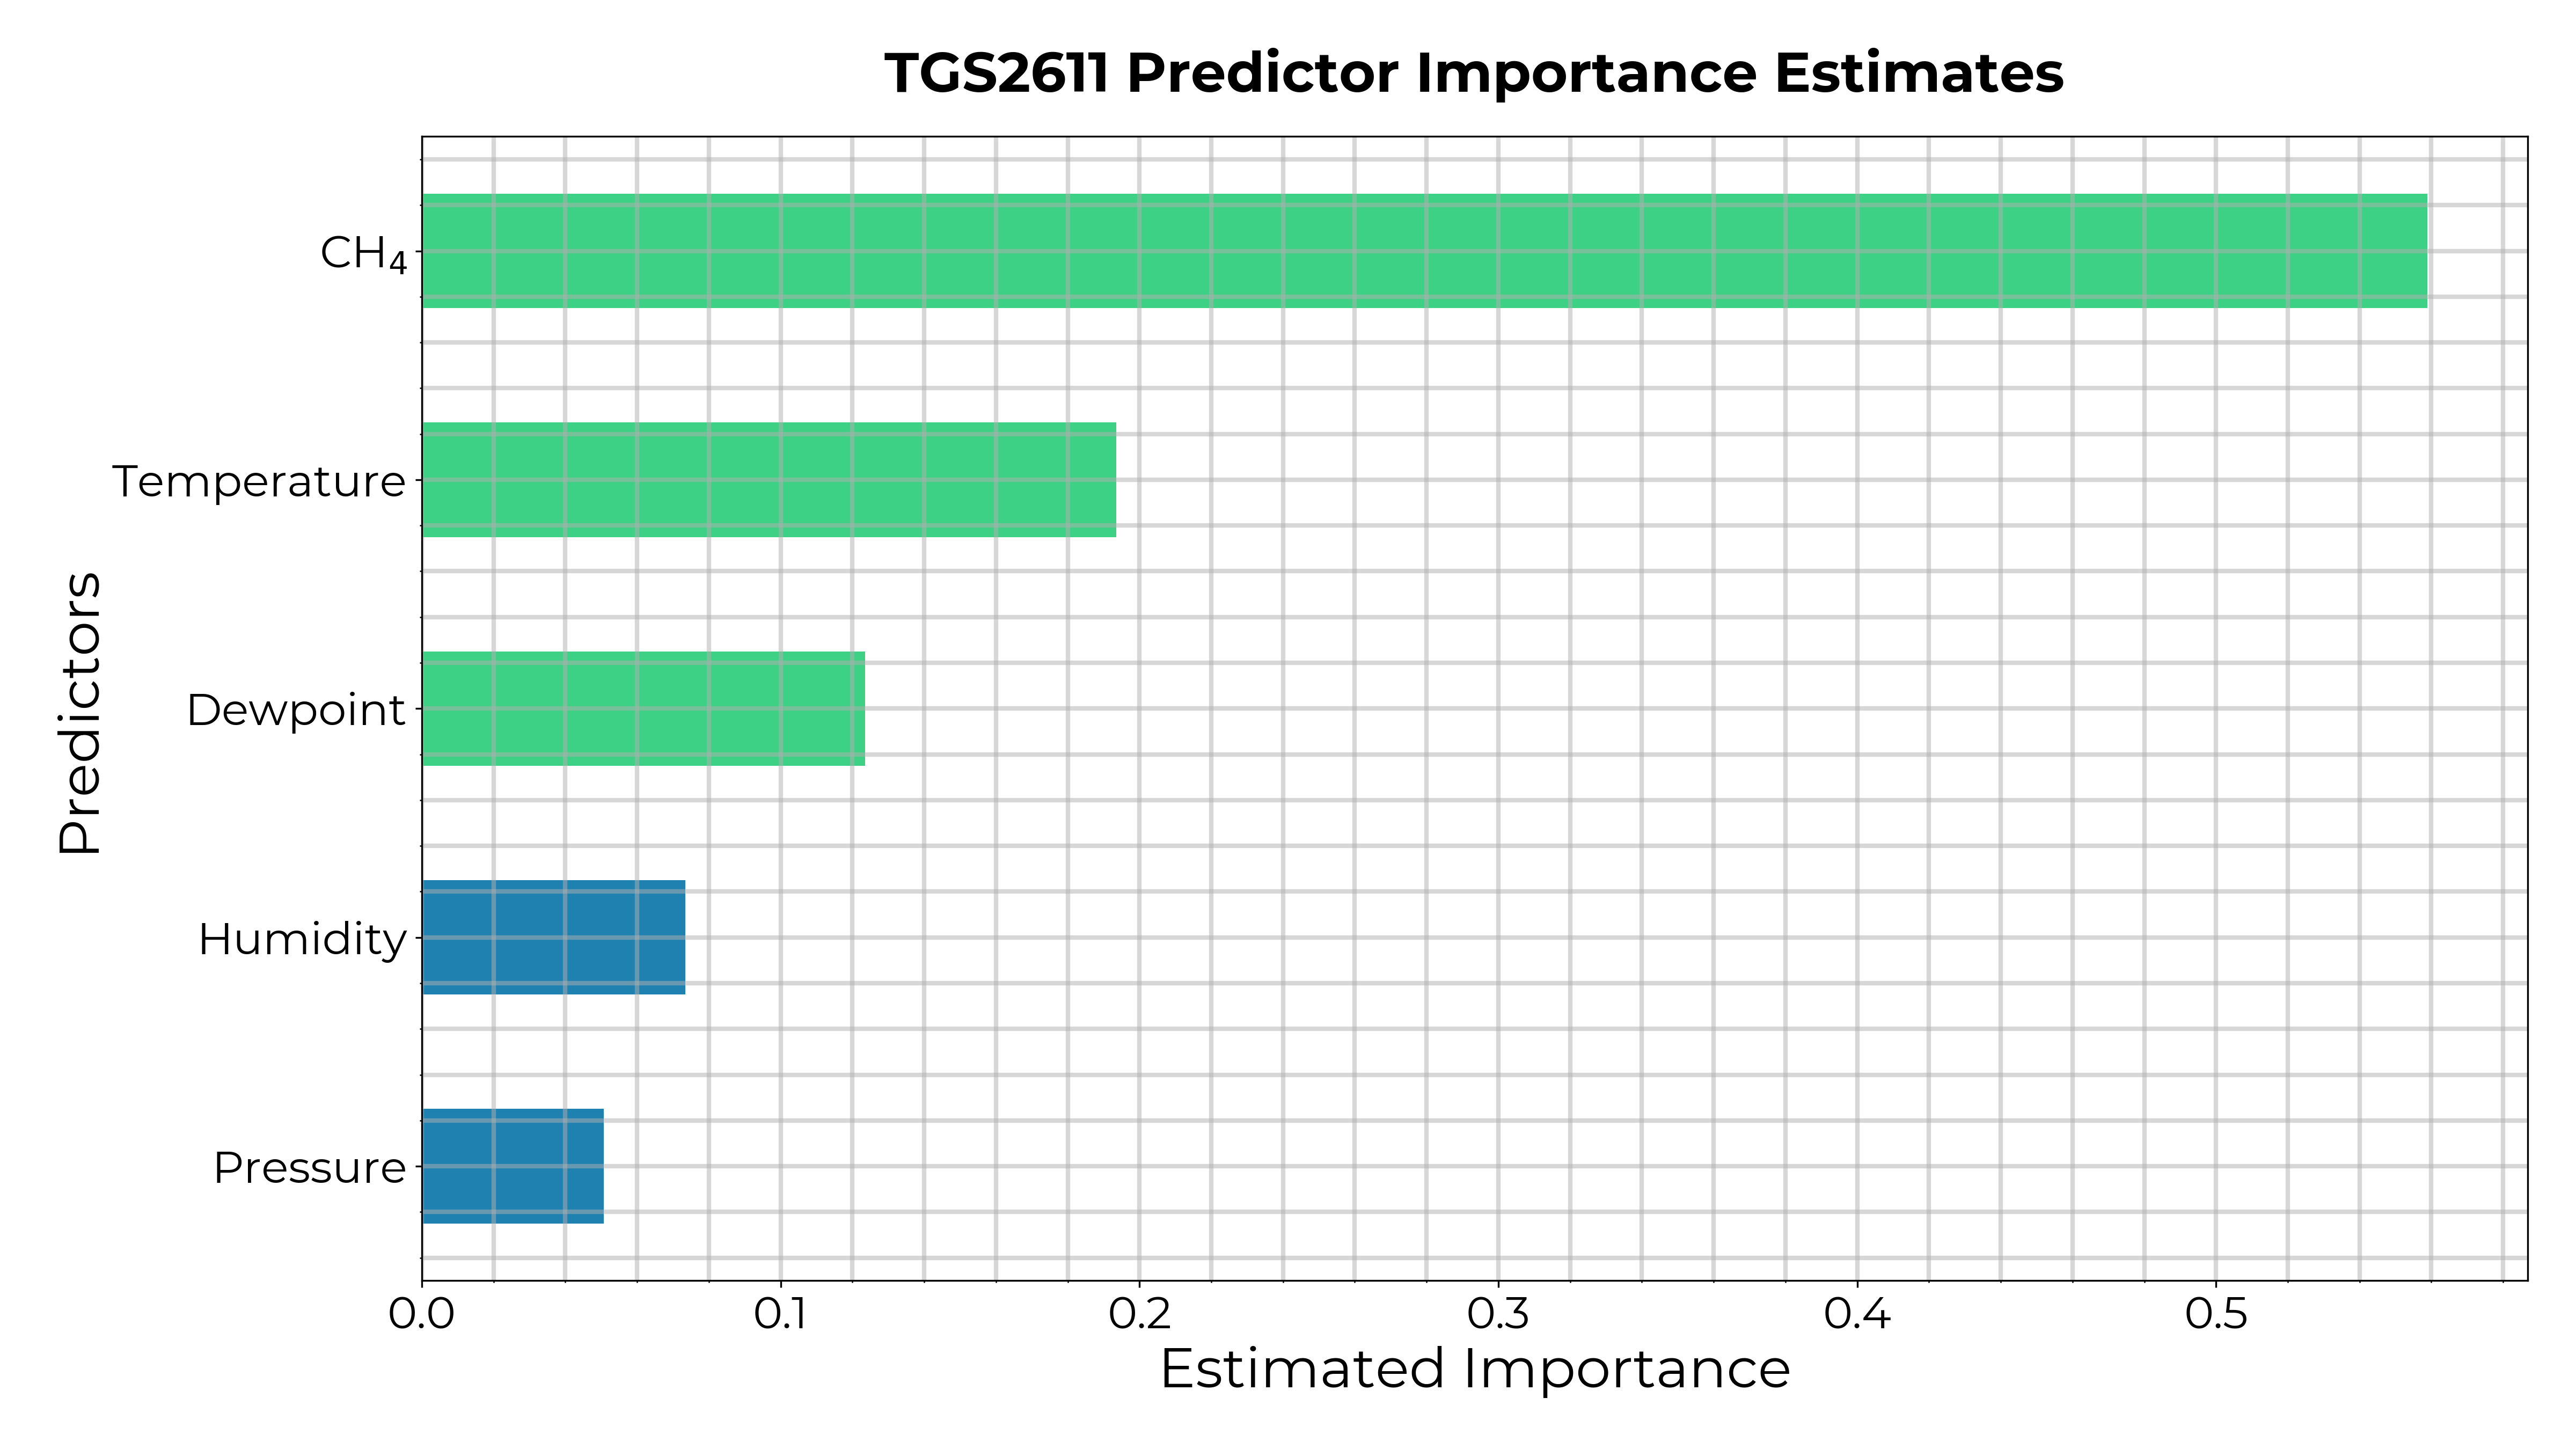 TGS2611 Predictor Importance Estimates
Predictors
CH₄
Temperature
Dewpoint
Humidity
Pressure
0.0 0.1 0.2 0.3 0.4 0.5
Estimated Importance